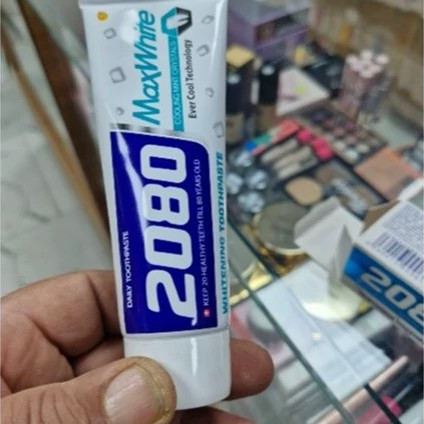 MaxWhite
COOLING MINT CRYSTALS
Ever Cool Technology
DAILY TOOTHPASTE
2080
KEEP 20 HEALTHY TEETH TILL 80 YEARS OLD
WHITENING TOOTHPASTE
208